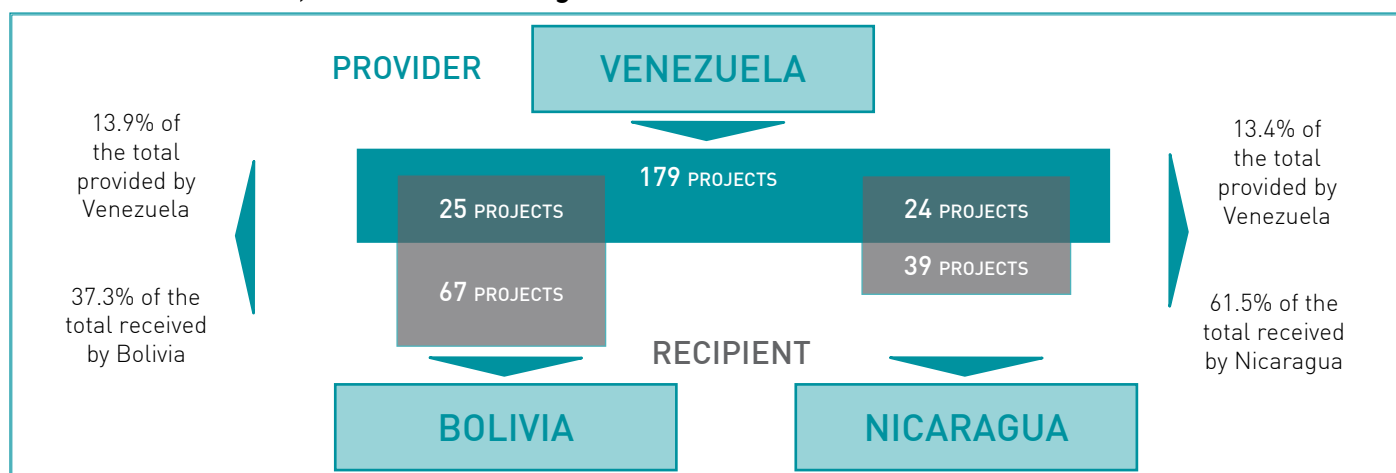 PROVIDER
VENEZUELA
13.9% of
the total
provided by
Venezuela
37.3% of the
total received
by Bolivia
179 PROJECTS
25 PROJECTS
67 PROJECTS
24 PROJECTS
39 PROJECTS
13.4% of
the total
provided by
Venezuela
61.5% of the
total received
by Nicaragua
RECIPIENT
BOLIVIA
NICARAGUA